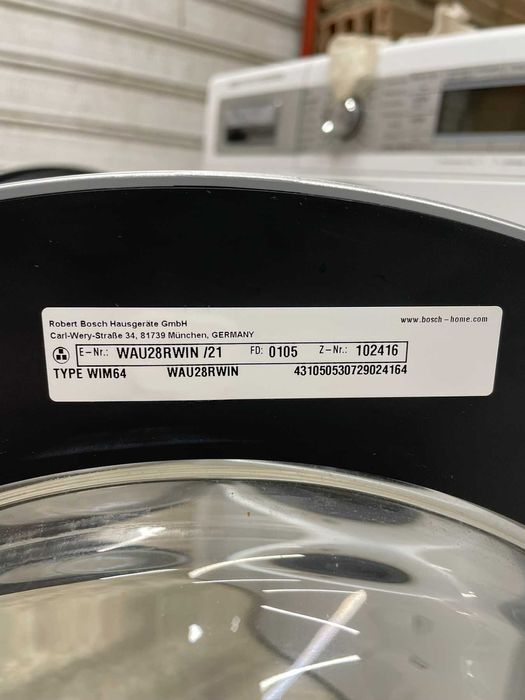 Robert Bosch Hausgeräte GmbH
www.bosch-home.com
Carl-Wery-Straße 34, 81739 München, GERMANY
E-Nr.: WAU28RWIN /21 FD: 0105 Z-Nr.: 102416
TYPE WIM64 WAU28RWIN 431050530729024164